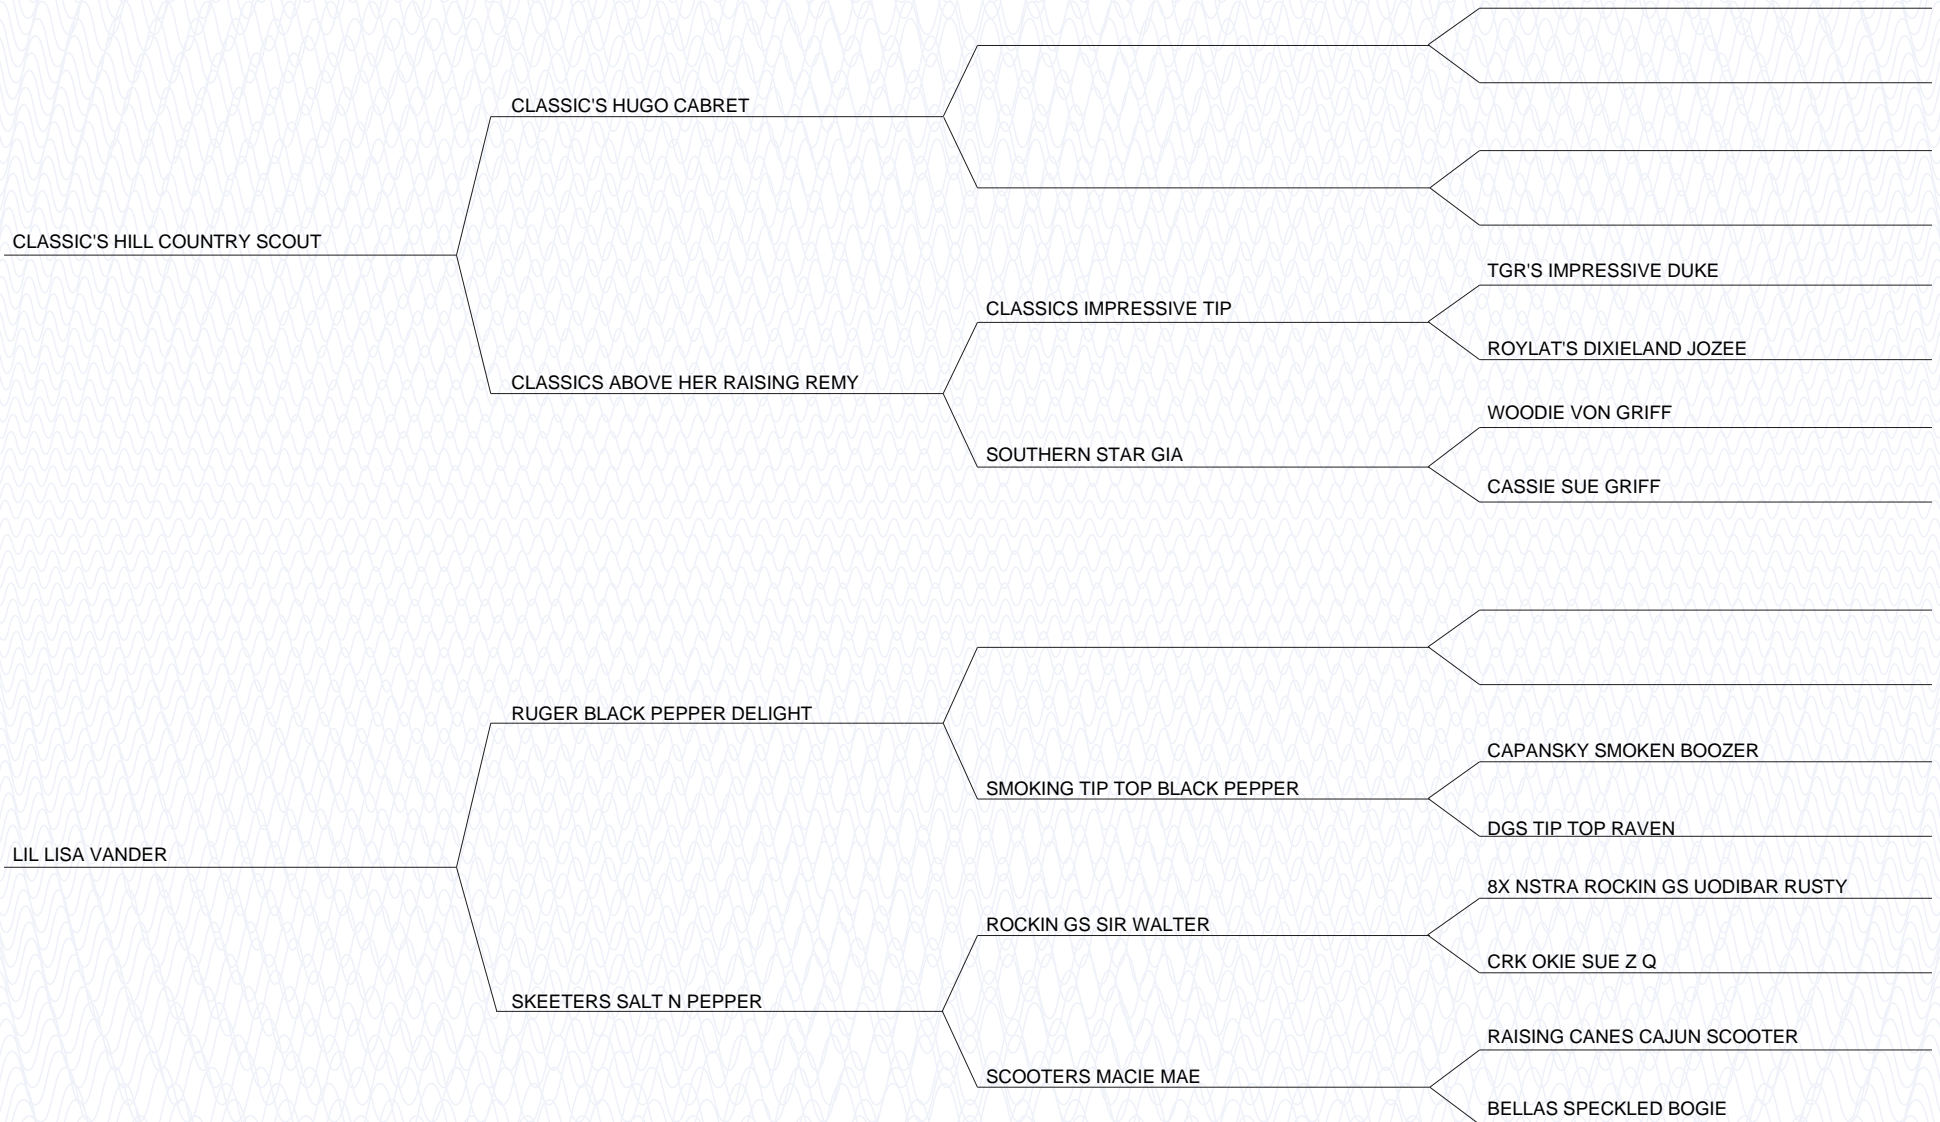 CLASSIC'S HUGO CABRET
CLASSIC'S HILL COUNTRY SCOUT
TGR'S IMPRESSIVE DUKE
CLASSICS IMPRESSIVE TIP
ROYLAT'S DIXIELAND JOZEE
CLASSICS ABOVE HER RAISING REMY
WOODIE VON GRIFF
SOUTHERN STAR GIA
CASSIE SUE GRIFF
RUGER BLACK PEPPER DELIGHT
CAPANSKY SMOKEN BOOZER
SMOKING TIP TOP BLACK PEPPER
DGS TIP TOP RAVEN
LIL LISA VANDER
8X NSTRA ROCKIN GS UODIBAR RUSTY
ROCKIN GS SIR WALTER
CRK OKIE SUE Z Q
SKEETERS SALT N PEPPER
RAISING CANES CAJUN SCOOTER
SCOOTERS MACIE MAE
BELLAS SPECKLED BOGIE